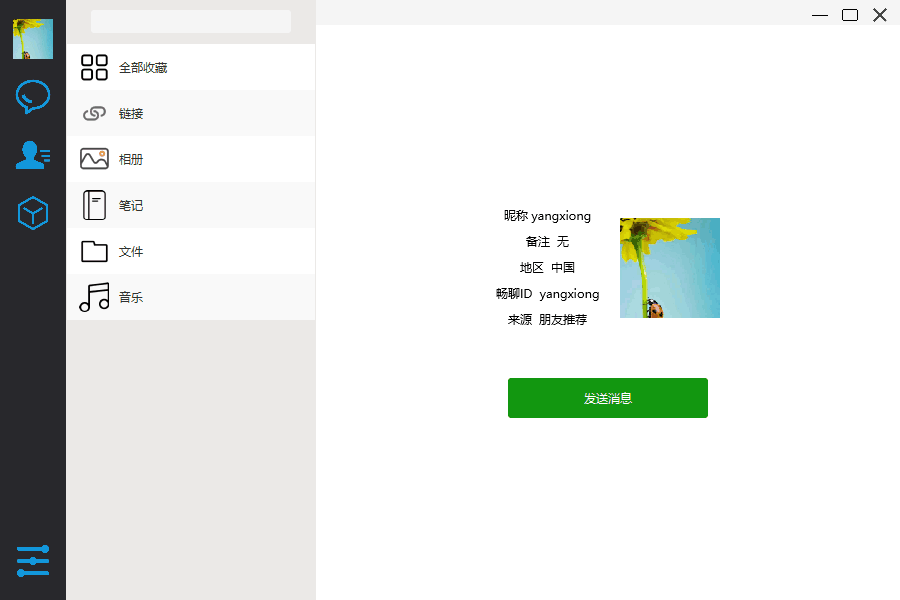 全部收藏
链接
相册
笔记
文件
音乐
昵称 yangxiong
备注 无
地区 中国
畅聊ID yangxiong
来源 朋友推荐
发送消息